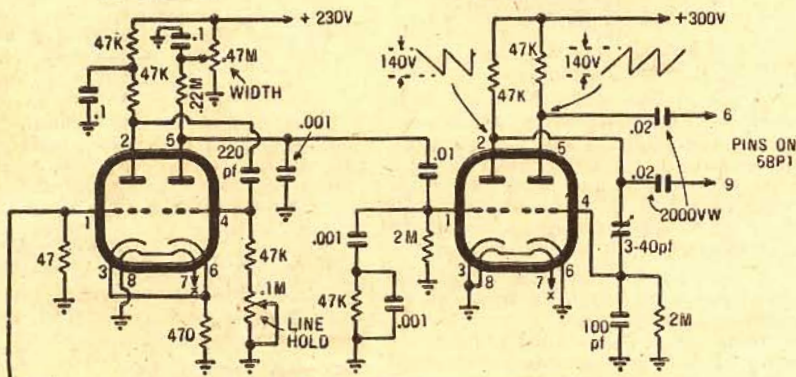 + 230V
+300V
47K
.1
.47M
47K
WIDTH
.22M
.1
140V
47K
140V
47K
.02
6
PINS ON
5BP1
2
5
220
pf
.001
.01
2
5
.02
9
2000VW
1
4
1
4
3-40pf
47
3
8
7
6
x
47K
.1M
LINE
HOLD
470
.001
2M
47K
.001
3
8
7
6
x
100
pf
2M